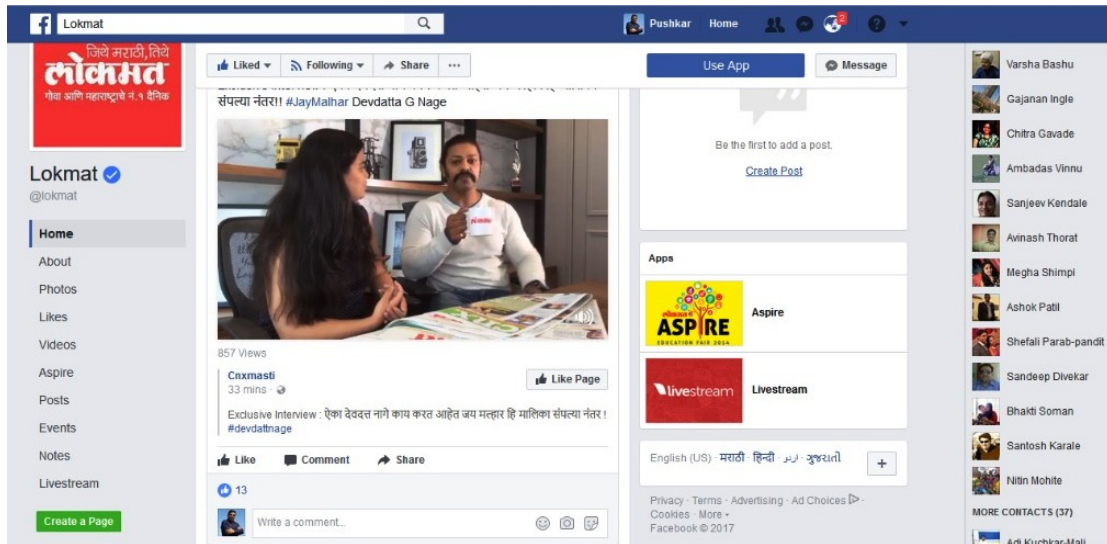 Lokmat
Pushkar
Home
2
जिथे मराठी, तिथे
लोकमत
गोवा आणि महाराष्ट्राचे नं.१ दैनिक
Lokmat
@lokmat
Home
About
Photos
Likes
Videos
Aspire
Posts
Events
Notes
Livestream
Create a Page
Liked
Following
Share
Use App
Message
संपल्या नंतर!! #JayMalhar Devdatta G Nage
857 Views
Cnxmasti
33 mins ·
Like Page
Exclusive Interview : ऐका देवदत्त नागे काय करत आहेत जय मल्हार हि मालिका संपल्या नंतर !
#devdattnage
Like
Comment
Share
13
Write a comment...
Be the first to add a post.
Create Post
Apps
लोकमत
ASPIRE
EDUCATION FAIR 2014
Aspire
livestream
Livestream
English (US) · मराठी · हिन्दी · اردو · ગુજરાતી
+
Privacy · Terms · Advertising · Ad Choices ·
Cookies · More
Facebook © 2017
Varsha Bashu
Gajanan Ingle
Chitra Gavade
Ambadas Vinnu
Sanjeev Kendale
Avinash Thorat
Megha Shimpi
Ashok Patil
Shefali Parab-pandit
Sandeep Divekar
Bhakti Soman
Santosh Karale
Nitin Mohite
MORE CONTACTS (37)
Adi Kuchkar-Mali